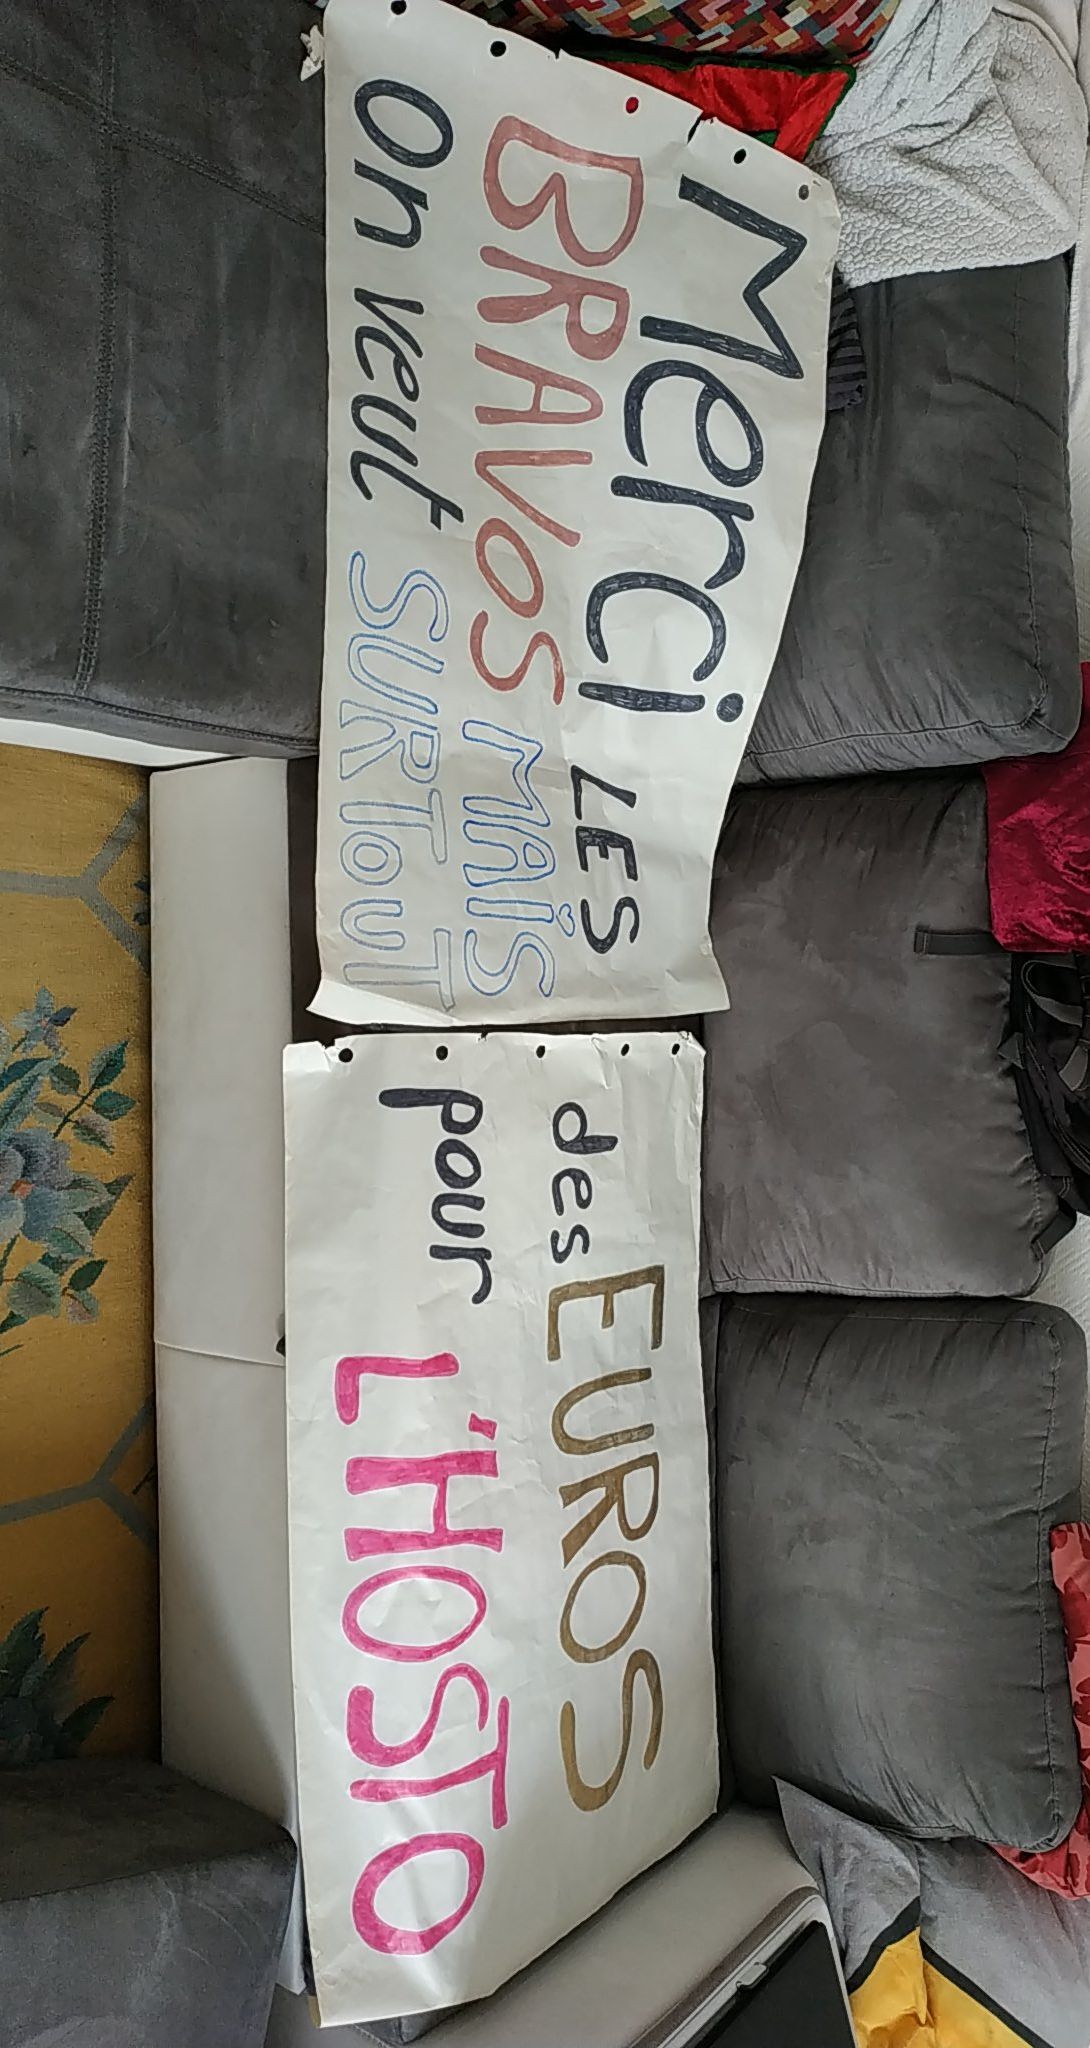 Merci LES
BRAVOS MAiS
On veut SURTOUT
des EUROS
pour L'HOSTO